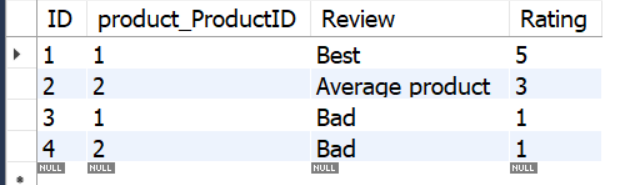 ID product_ProductID Review Rating
1 1 Best 5
2 2 Average product 3
3 1 Bad 1
4 2 Bad 1
NULL NULL NULL NULL